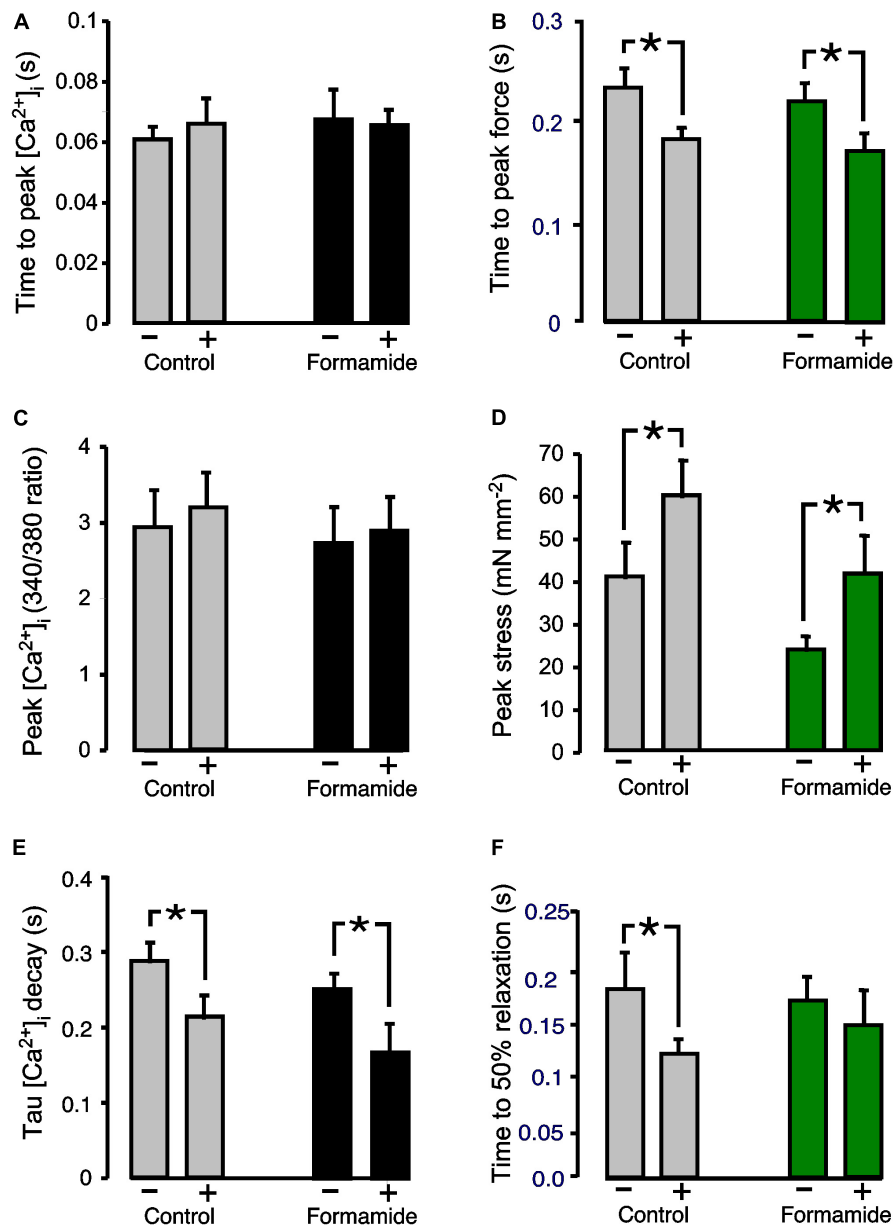 A
Time to peak [Ca2+]i (s)
0.1
0.08
0.06
0.04
0.02
0
− +
Control
− +
Formamide
B
Time to peak force (s)
0.3
0.2
0.1
0
*
*
− +
Control
− +
Formamide
C
Peak [Ca2+]i (340/380 ratio)
4
3
2
1
0
− +
Control
− +
Formamide
D
Peak stress (mN mm-2)
70
60
50
40
30
20
10
0
*
*
− +
Control
− +
Formamide
E
Tau [Ca2+]i decay (s)
0.4
0.3
0.2
0.1
0
*
*
− +
Control
− +
Formamide
F
Time to 50% relaxation (s)
0.25
0.2
0.15
0.1
0.05
0.0
*
− +
Control
− +
Formamide